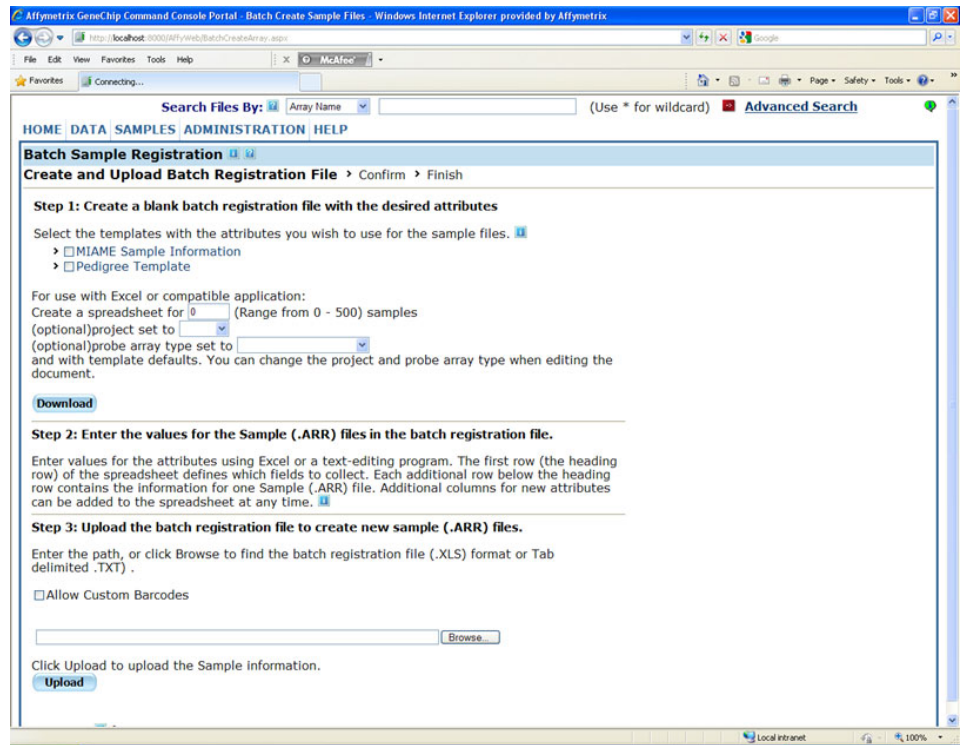 Affymetrix GeneChip Command Console Portal - Batch Create Sample Files - Windows Internet Explorer provided by Affymetrix
http://localhost:8000/AffyWeb/BatchCreateArray.aspx
Google
File Edit View Favorites Tools Help
X McAfee
Favorites Connecting...
Page Safety Tools
Search Files By: Array Name (Use * for wildcard) Advanced Search
HOME DATA SAMPLES ADMINISTRATION HELP
Batch Sample Registration
Create and Upload Batch Registration File > Confirm > Finish
Step 1: Create a blank batch registration file with the desired attributes
Select the templates with the attributes you wish to use for the sample files.
> MIAME Sample Information
> Pedigree Template
For use with Excel or compatible application:
Create a spreadsheet for 0 (Range from 0 - 500) samples
(optional)project set to
(optional)probe array type set to
and with template defaults. You can change the project and probe array type when editing the
document.
Download
Step 2: Enter the values for the Sample (.ARR) files in the batch registration file.
Enter values for the attributes using Excel or a text-editing program. The first row (the heading
row) of the spreadsheet defines which fields to collect. Each additional row below the heading
row contains the information for one Sample (.ARR) file. Additional columns for new attributes
can be added to the spreadsheet at any time.
Step 3: Upload the batch registration file to create new sample (.ARR) files.
Enter the path, or click Browse to find the batch registration file (.XLS) format or Tab
delimited .TXT) .
Allow Custom Barcodes
Browse...
Click Upload to upload the Sample information.
Upload
Local intranet 100%